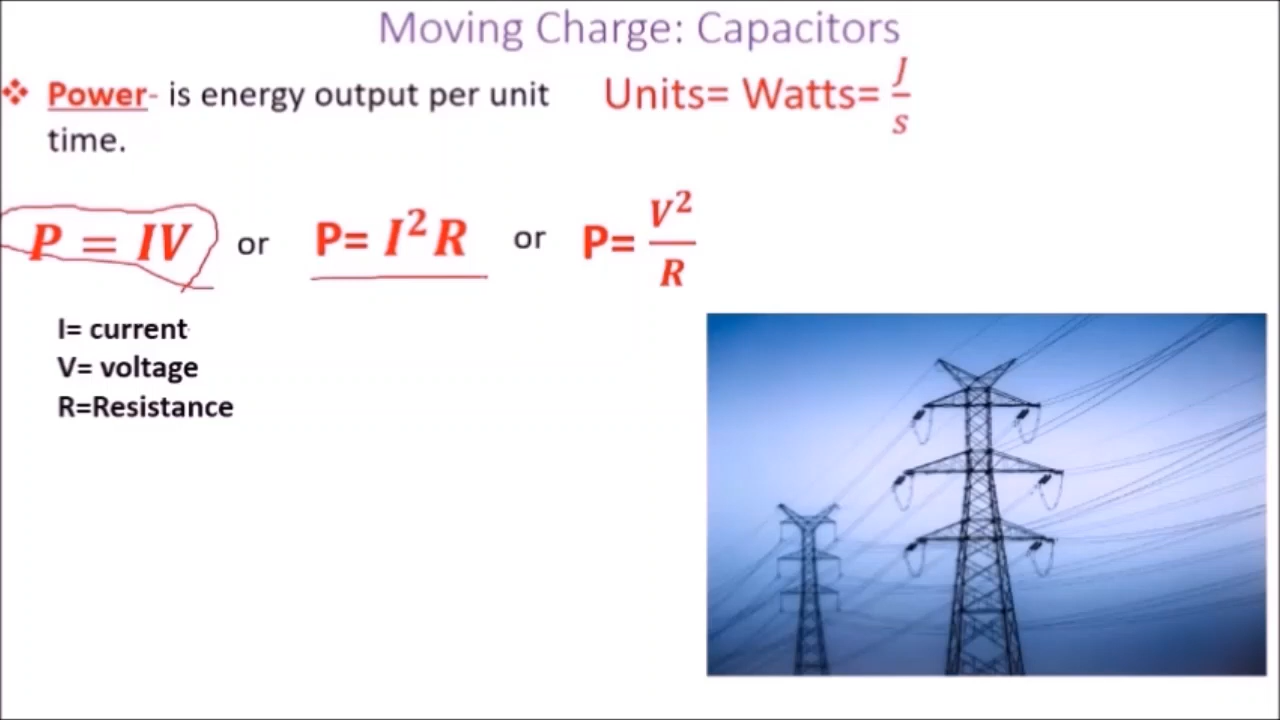 Moving Charge: Capacitors
❖ Power- is energy output per unit time.
Units= Watts= J/s
P = IV or P= I²R or P= V²/R
I= current
V= voltage
R=Resistance